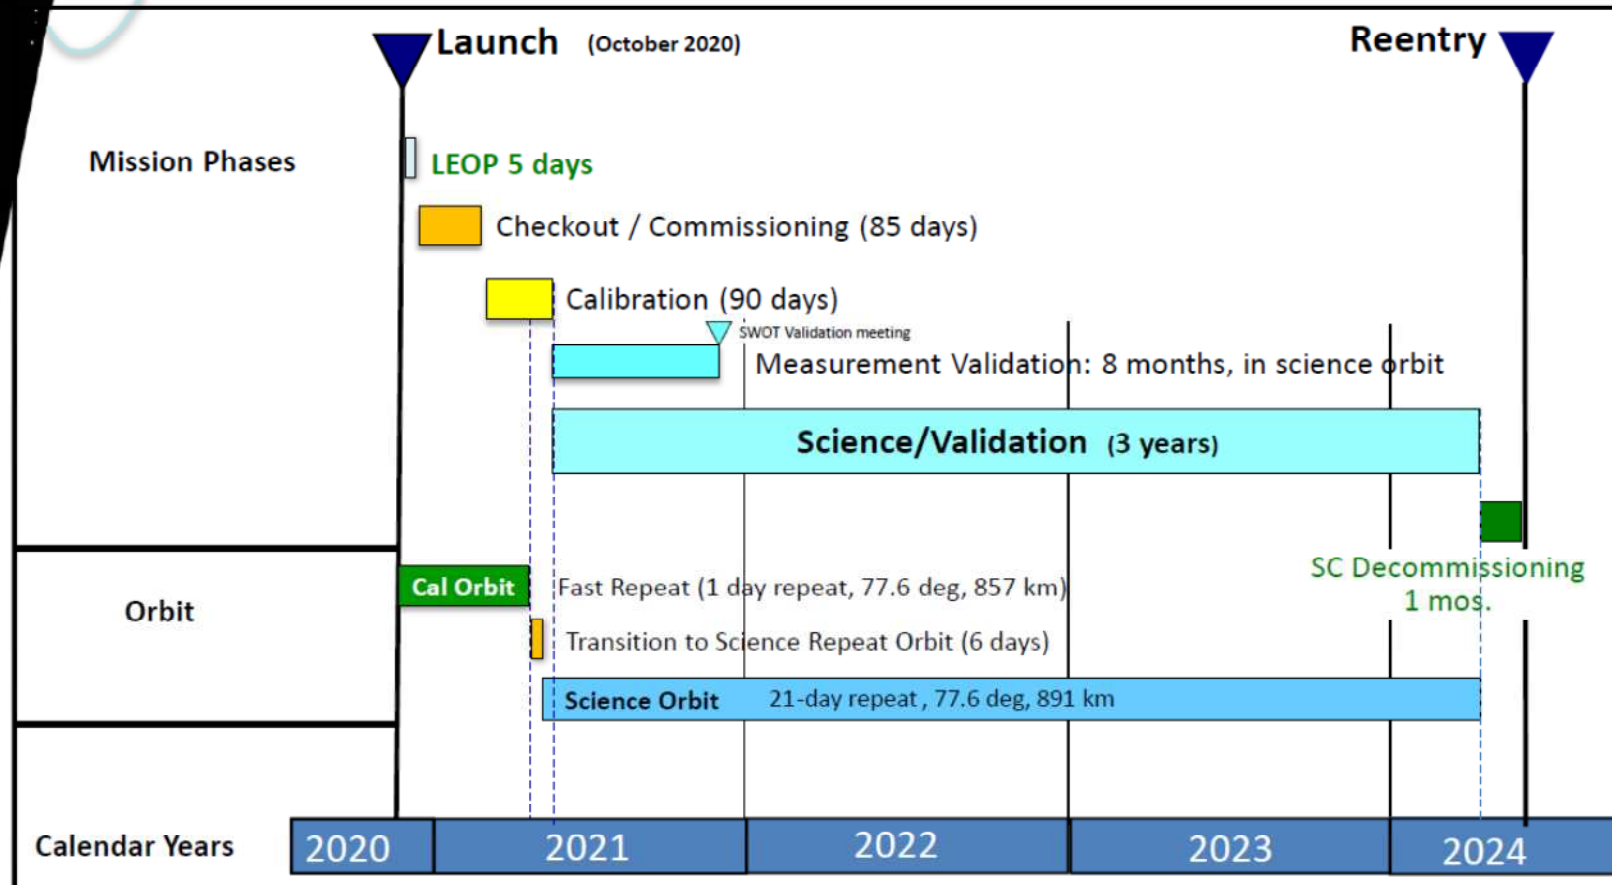 Launch (October 2020)
Reentry
Mission Phases
LEOP 5 days
Checkout / Commissioning (85 days)
Calibration (90 days)
SWOT Validation meeting
Measurement Validation: 8 months, in science orbit
Science/Validation (3 years)
SC Decommissioning
1 mos.
Orbit
Cal Orbit Fast Repeat (1 day repeat, 77.6 deg, 857 km)
Transition to Science Repeat Orbit (6 days)
Science Orbit 21-day repeat, 77.6 deg, 891 km
Calendar Years 2020 2021 2022 2023 2024